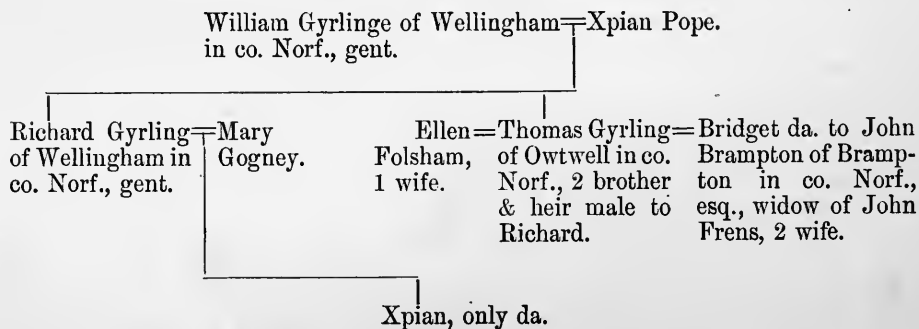 William Gyrlinge of Wellingham=Xpian Pope.
in co. Norf., gent.
Richard Gyrling=Mary
of Wellingham in Gogney.
co. Norf., gent.
Ellen=Thomas Gyrling=Bridget da. to John
Folsham, of Owtwell in co. Brampton of Bramp-
1 wife. Norf., 2 brother ton in co. Norf.,
& heir male to esq., widow of John
Richard. Frens, 2 wife.
Xpian, only da.